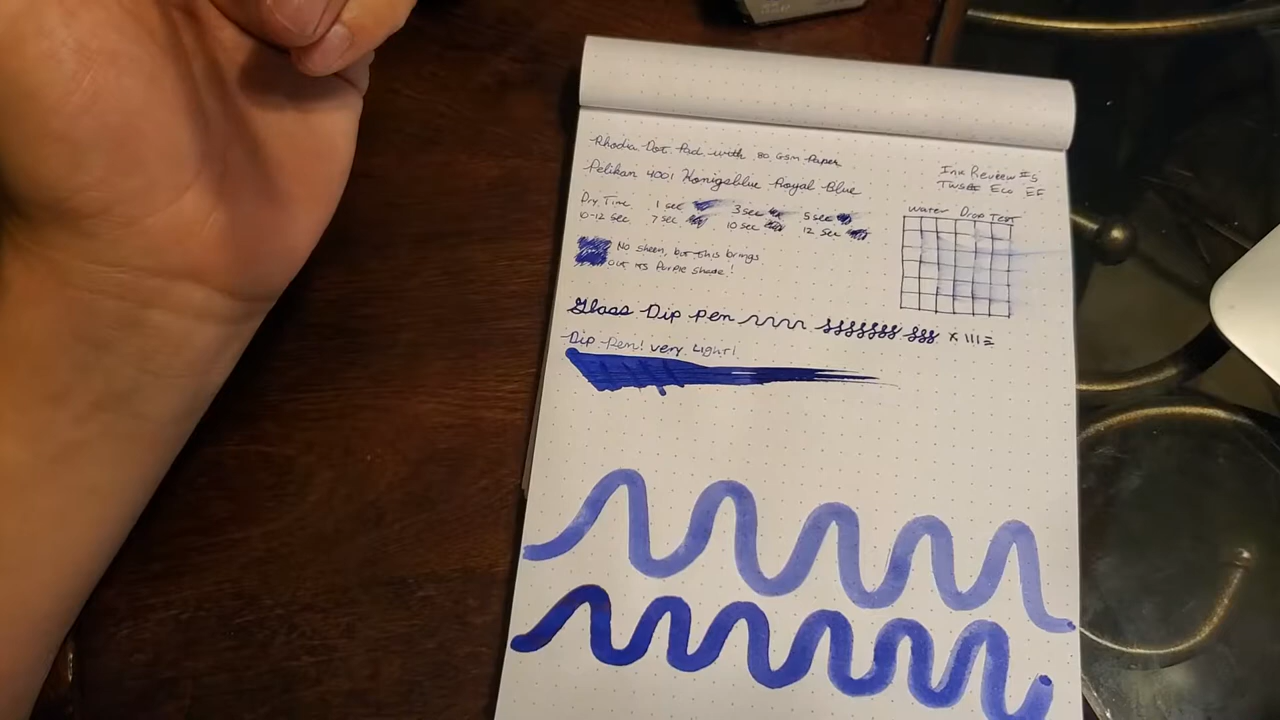 Rhodia Dot Pad with 80 GSM Paper
Ink Review #5
Pelikan 4001 Konigsblue Royal Blue
TWSBI Eco EF
Dry Time 1 sec 3 sec 5 sec
10-12 Sec 7 sec 10 sec 12 sec
Water Drop Test
No sheen, but this brings
out its Purple shade!
Glass Dip Pen
x III
Dip Pen! very Light!